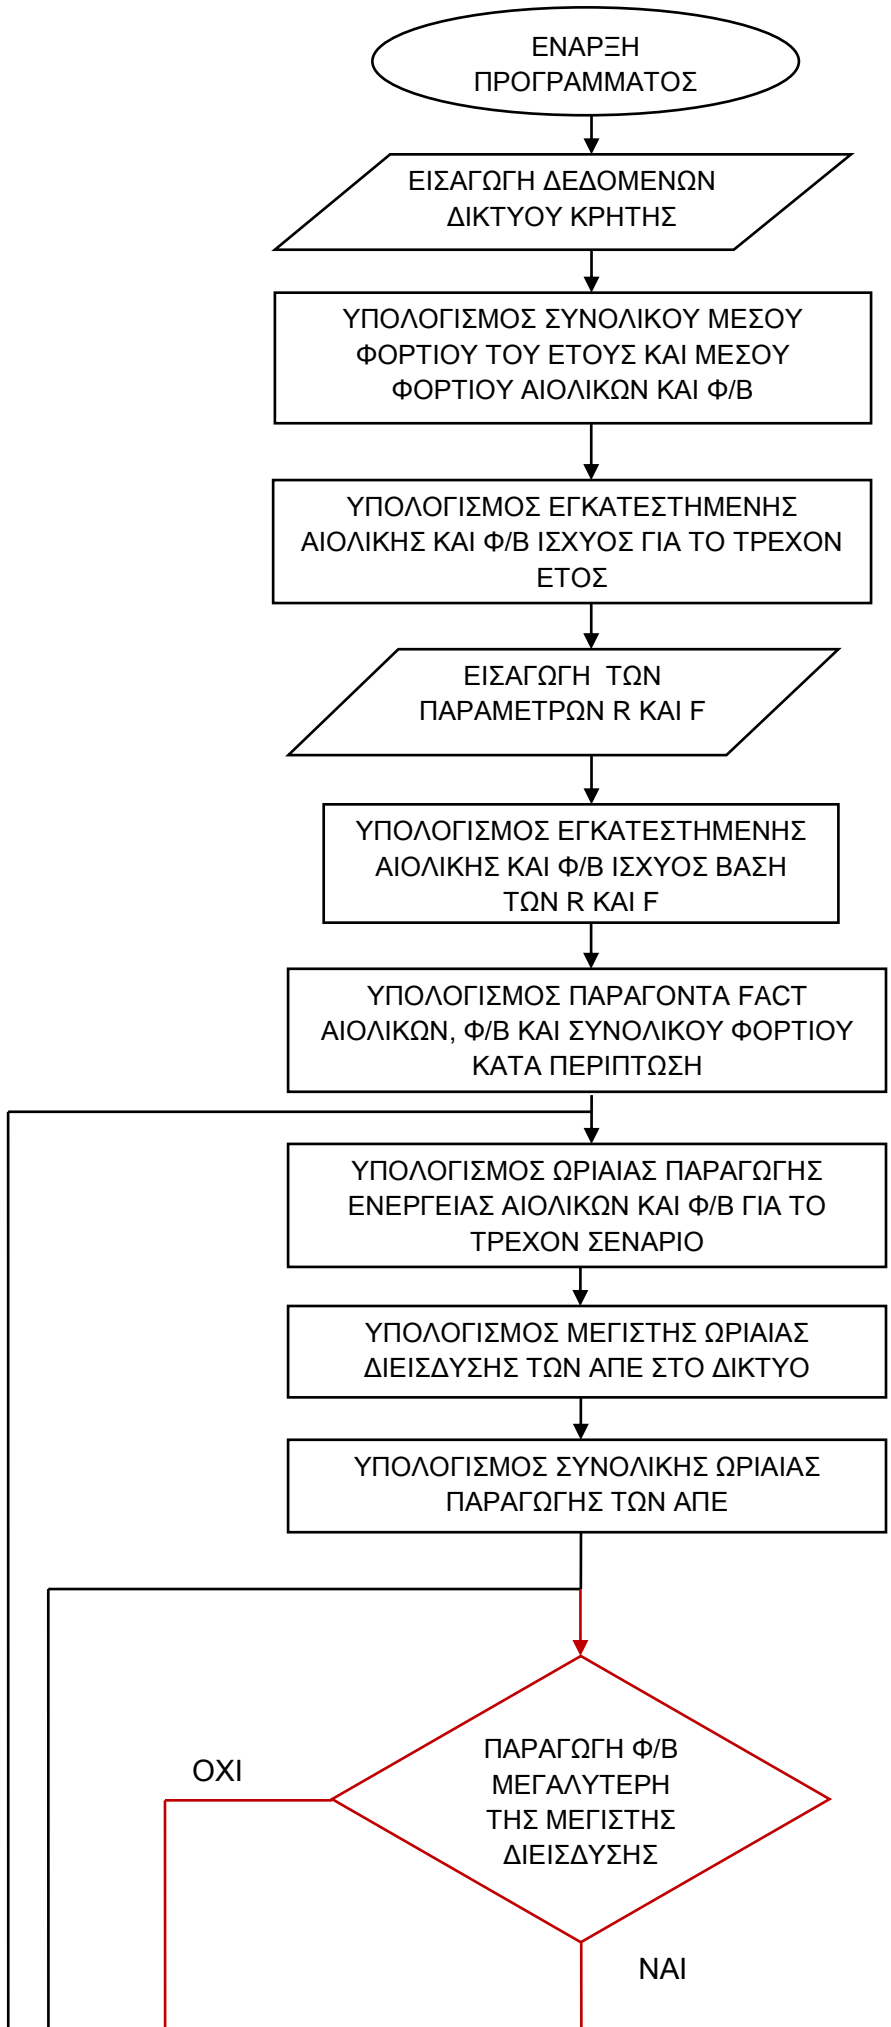 ΕΝΑΡΞΗ
ΠΡΟΓΡΑΜΜΑΤΟΣ
ΕΙΣΑΓΩΓΗ ΔΕΔΟΜΕΝΩΝ
ΔΙΚΤΥΟΥ ΚΡΗΤΗΣ
ΥΠΟΛΟΓΙΣΜΟΣ ΣΥΝΟΛΙΚΟΥ ΜΕΣΟΥ
ΦΟΡΤΙΟΥ ΤΟΥ ΕΤΟΥΣ ΚΑΙ ΜΕΣΟΥ
ΦΟΡΤΙΟΥ ΑΙΟΛΙΚΩΝ ΚΑΙ Φ/Β
ΥΠΟΛΟΓΙΣΜΟΣ ΕΓΚΑΤΕΣΤΗΜΕΝΗΣ
ΑΙΟΛΙΚΗΣ ΚΑΙ Φ/Β ΙΣΧΥΟΣ ΓΙΑ ΤΟ ΤΡΕΧΟΝ
ΕΤΟΣ
ΕΙΣΑΓΩΓΗ ΤΩΝ
ΠΑΡΑΜΕΤΡΩΝ R ΚΑΙ F
ΥΠΟΛΟΓΙΣΜΟΣ ΕΓΚΑΤΕΣΤΗΜΕΝΗΣ
ΑΙΟΛΙΚΗΣ ΚΑΙ Φ/Β ΙΣΧΥΟΣ ΒΑΣΗ
ΤΩΝ R ΚΑΙ F
ΥΠΟΛΟΓΙΣΜΟΣ ΠΑΡΑΓΟΝΤΑ FACT
ΑΙΟΛΙΚΩΝ, Φ/Β ΚΑΙ ΣΥΝΟΛΙΚΟΥ ΦΟΡΤΙΟΥ
ΚΑΤΑ ΠΕΡΙΠΤΩΣΗ
ΥΠΟΛΟΓΙΣΜΟΣ ΩΡΙΑΙΑΣ ΠΑΡΑΓΩΓΗΣ
ΕΝΕΡΓΕΙΑΣ ΑΙΟΛΙΚΩΝ ΚΑΙ Φ/Β ΓΙΑ ΤΟ
ΤΡΕΧΟΝ ΣΕΝΑΡΙΟ
ΥΠΟΛΟΓΙΣΜΟΣ ΜΕΓΙΣΤΗΣ ΩΡΙΑΙΑΣ
ΔΙΕΙΣΔΥΣΗΣ ΤΩΝ ΑΠΕ ΣΤΟ ΔΙΚΤΥΟ
ΥΠΟΛΟΓΙΣΜΟΣ ΣΥΝΟΛΙΚΗΣ ΩΡΙΑΙΑΣ
ΠΑΡΑΓΩΓΗΣ ΤΩΝ ΑΠΕ
ΠΑΡΑΓΩΓΗ Φ/Β
ΜΕΓΑΛΥΤΕΡΗ
ΤΗΣ ΜΕΓΙΣΤΗΣ
ΔΙΕΙΣΔΥΣΗΣ
ΟΧΙ
ΝΑΙ